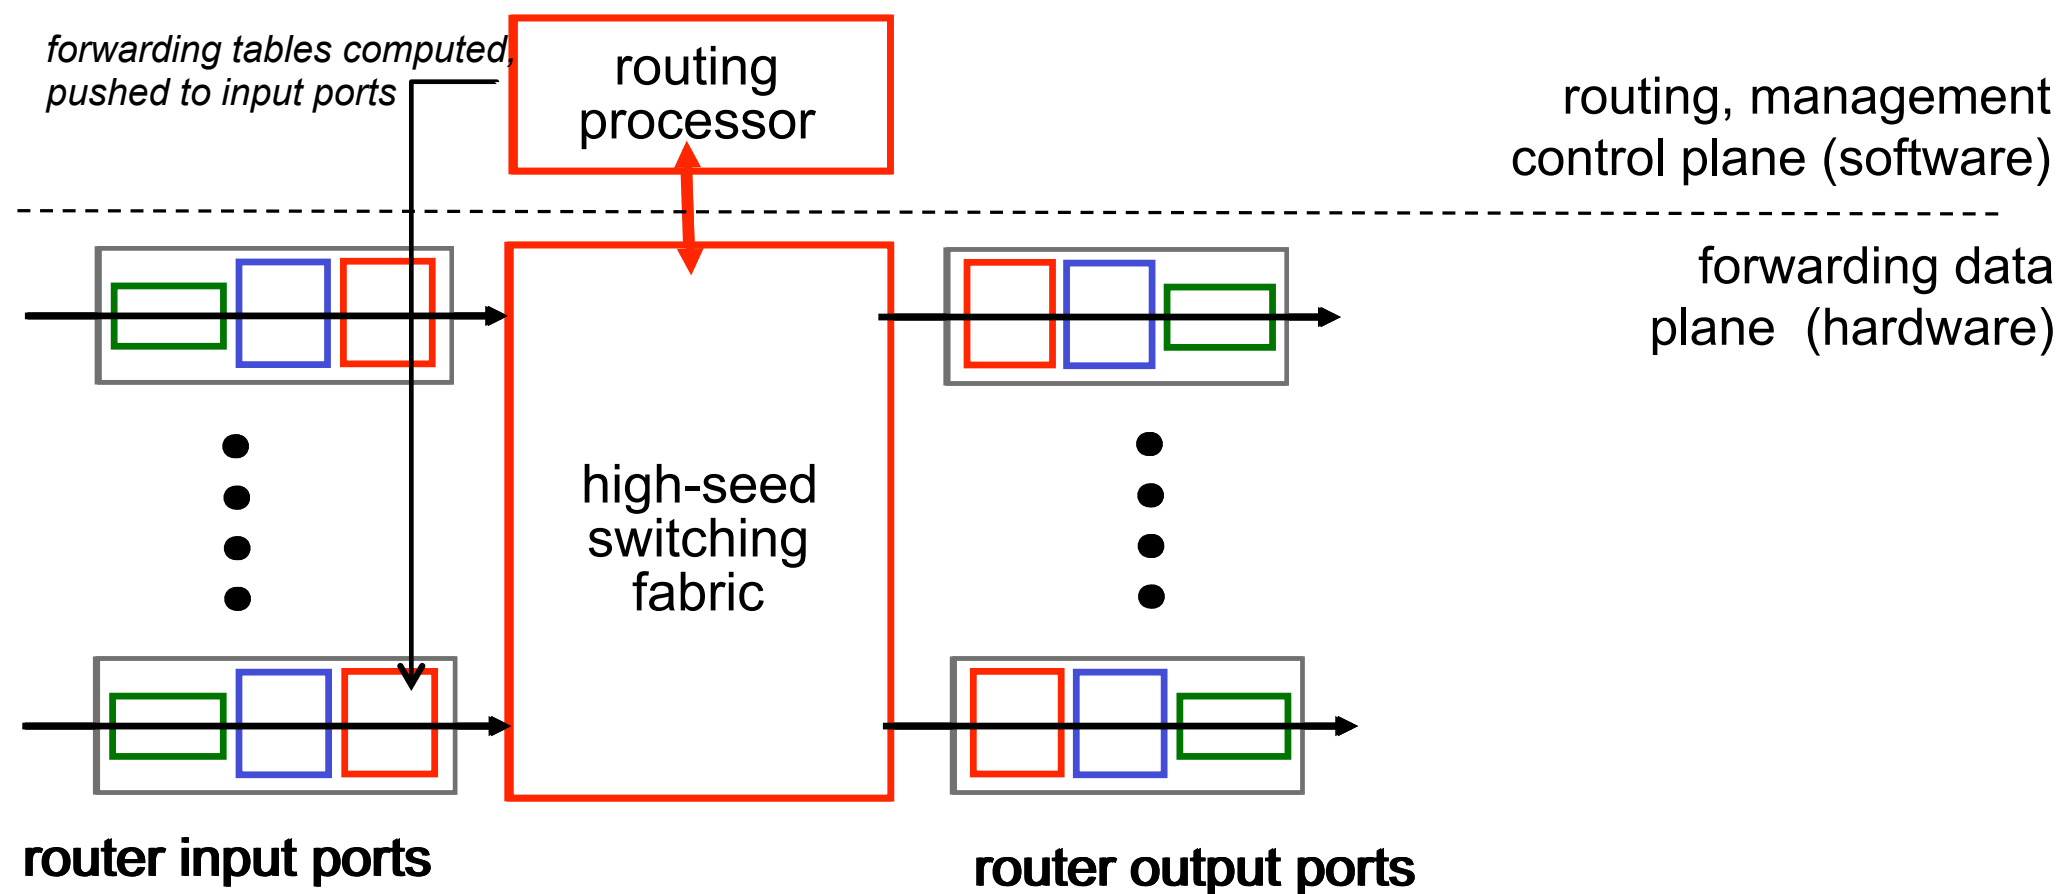 forwarding tables computed,
pushed to input ports
routing
processor
routing, management
control plane (software)
forwarding data
plane  (hardware)
high-seed
switching
fabric
router input ports
router output ports